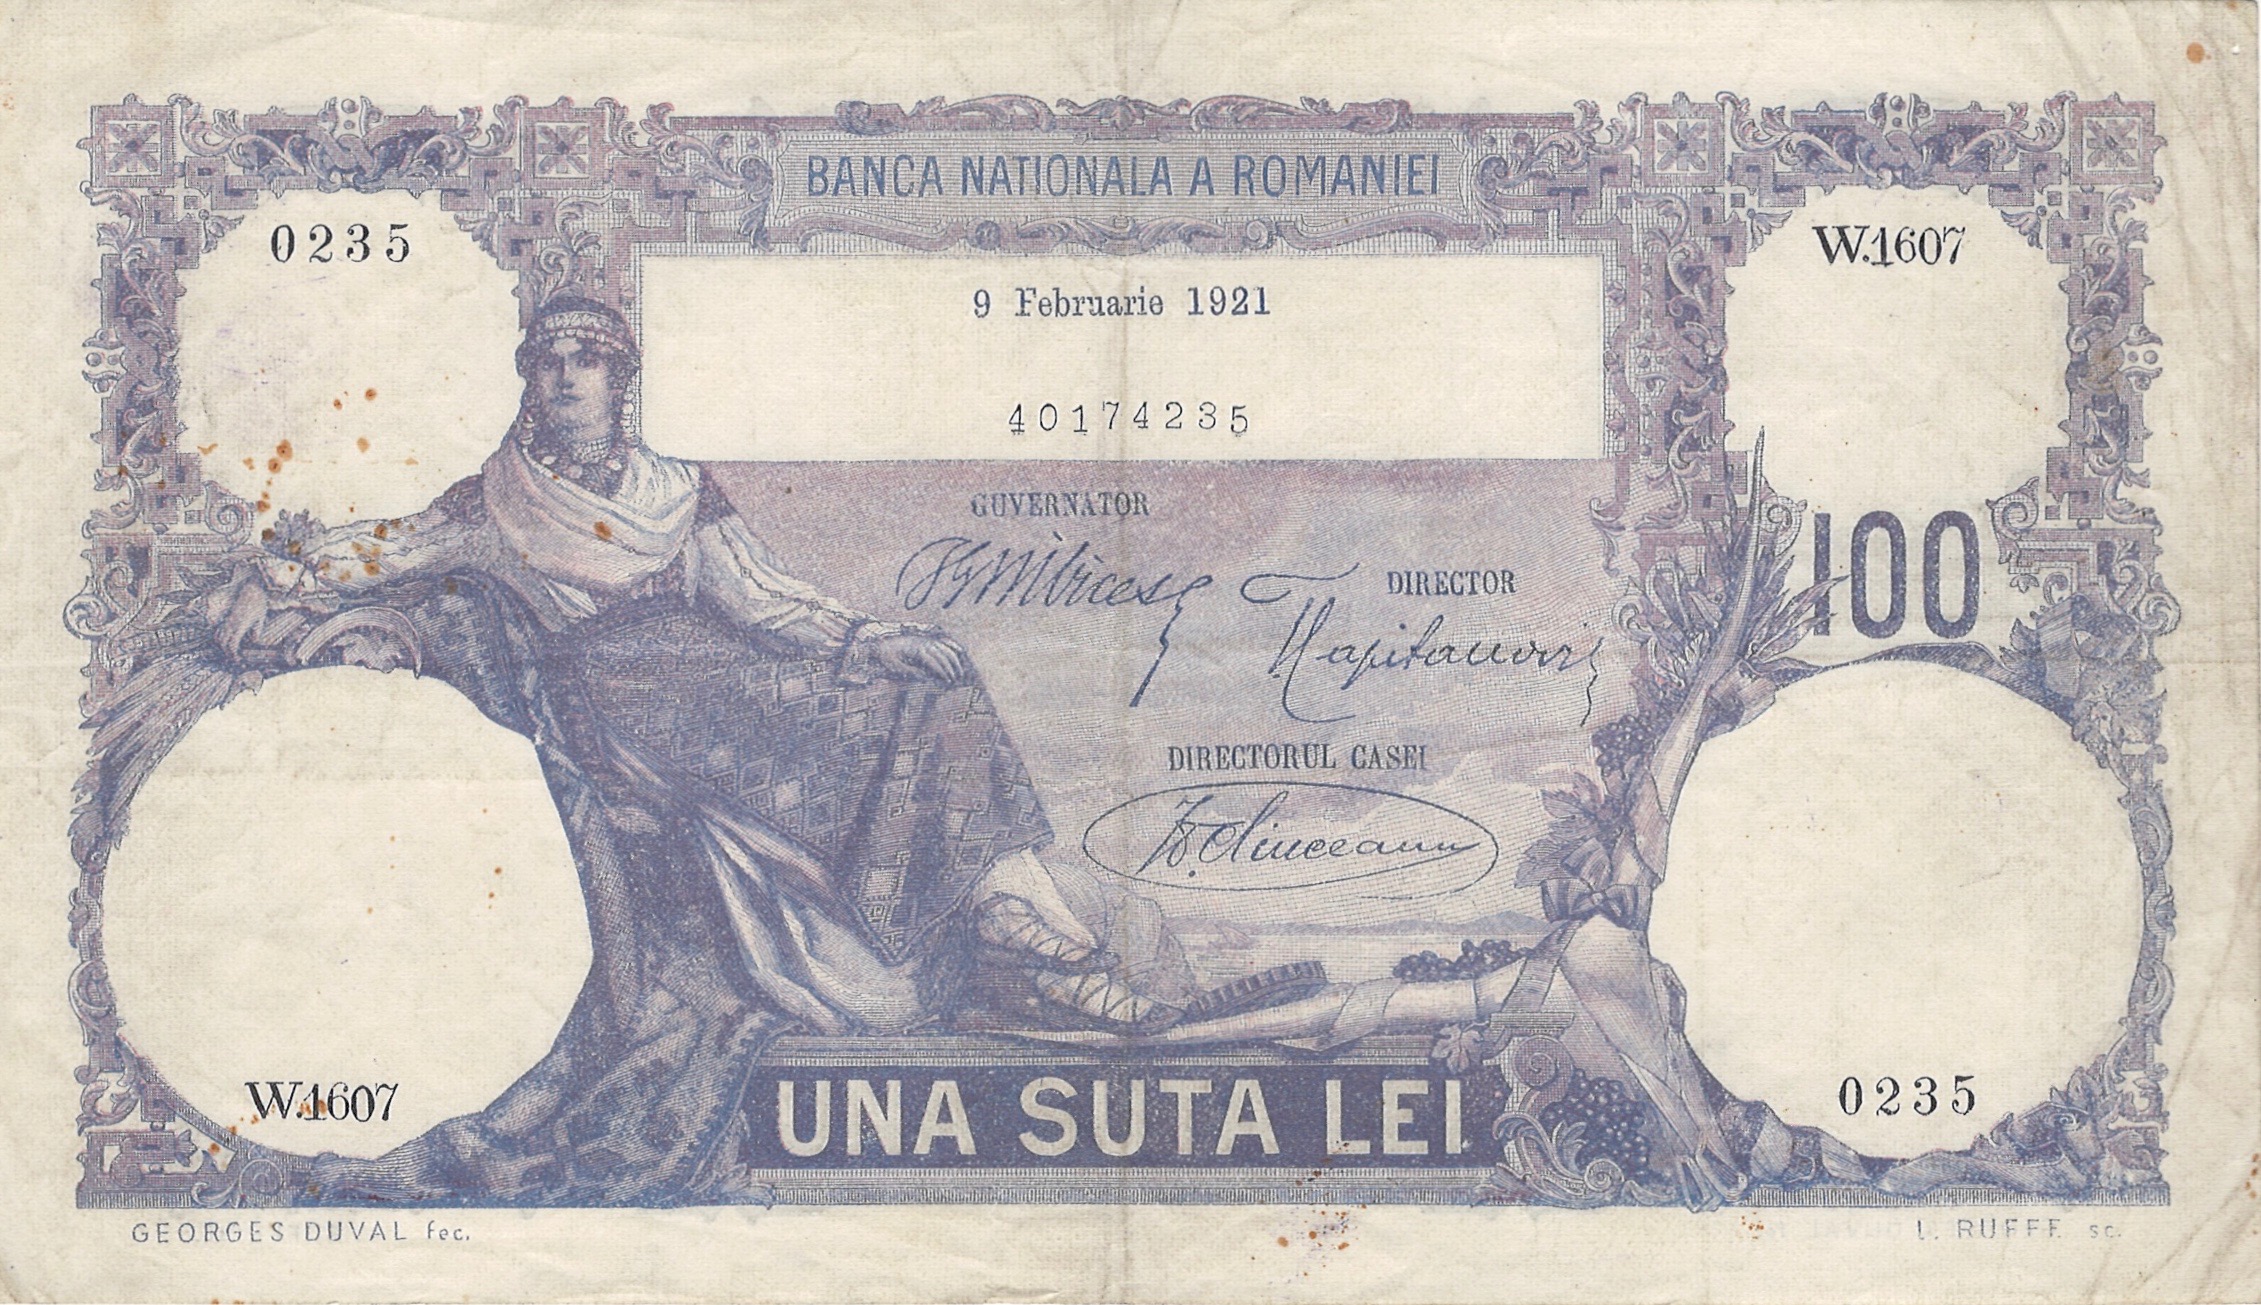 BANCA NATIONALA A ROMANIEI
0235
W.1607
9 Februarie 1921
40174235
GUVERNATOR
DIRECTOR
100
DIRECTORUL CASEI
W.1607
0235
UNA SUTA LEI
GEORGES DUVAL fec.
L. RUFFE sc.